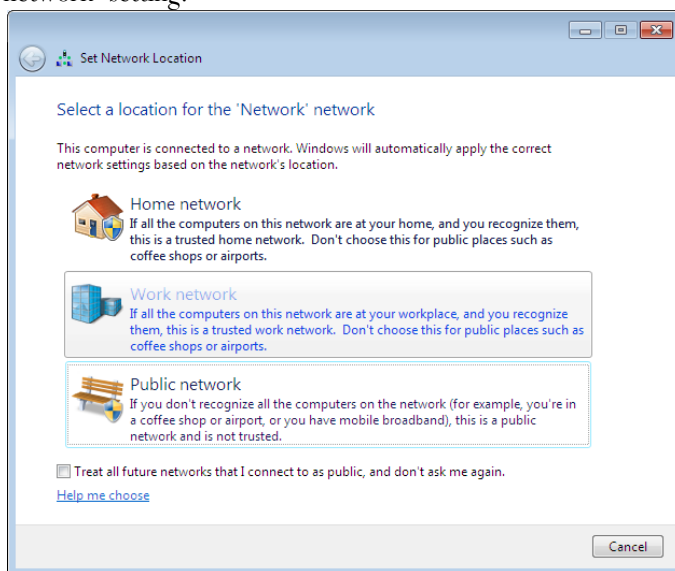 network" setting.
Set Network Location
Select a location for the 'Network' network
This computer is connected to a network. Windows will automatically apply the correct
network settings based on the network's location.
Home network
If all the computers on this network are at your home, and you recognize them,
this is a trusted home network.  Don't choose this for public places such as
coffee shops or airports.
Work network
If all the computers on this network are at your workplace, and you recognize
them, this is a trusted work network.  Don't choose this for public places such as
coffee shops or airports.
Public network
If you don't recognize all the computers on the network (for example, you're in
a coffee shop or airport, or you have mobile broadband), this is a public
network and is not trusted.
Treat all future networks that I connect to as public, and don't ask me again.
Help me choose
Cancel